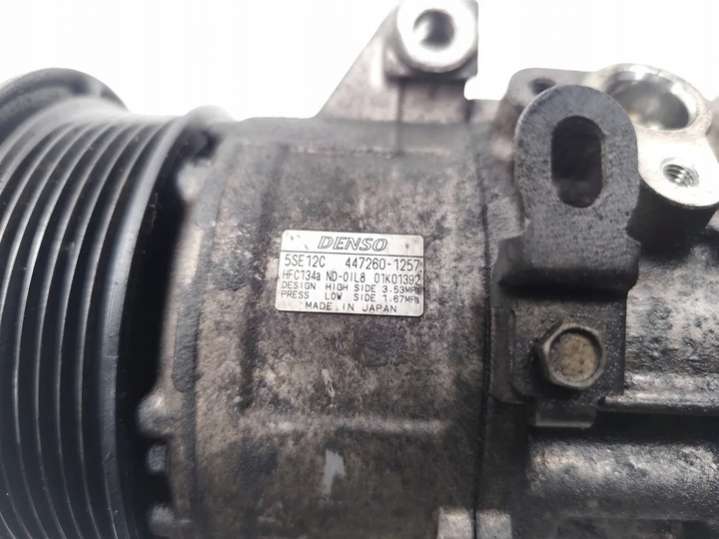 DENSO
5SE12C 447260-1257
HFC134a ND-OIL8 01K01392
DESIGN HIGH SIDE 3.53MPa
PRESS LOW SIDE 1.67MPa
MADE IN JAPAN